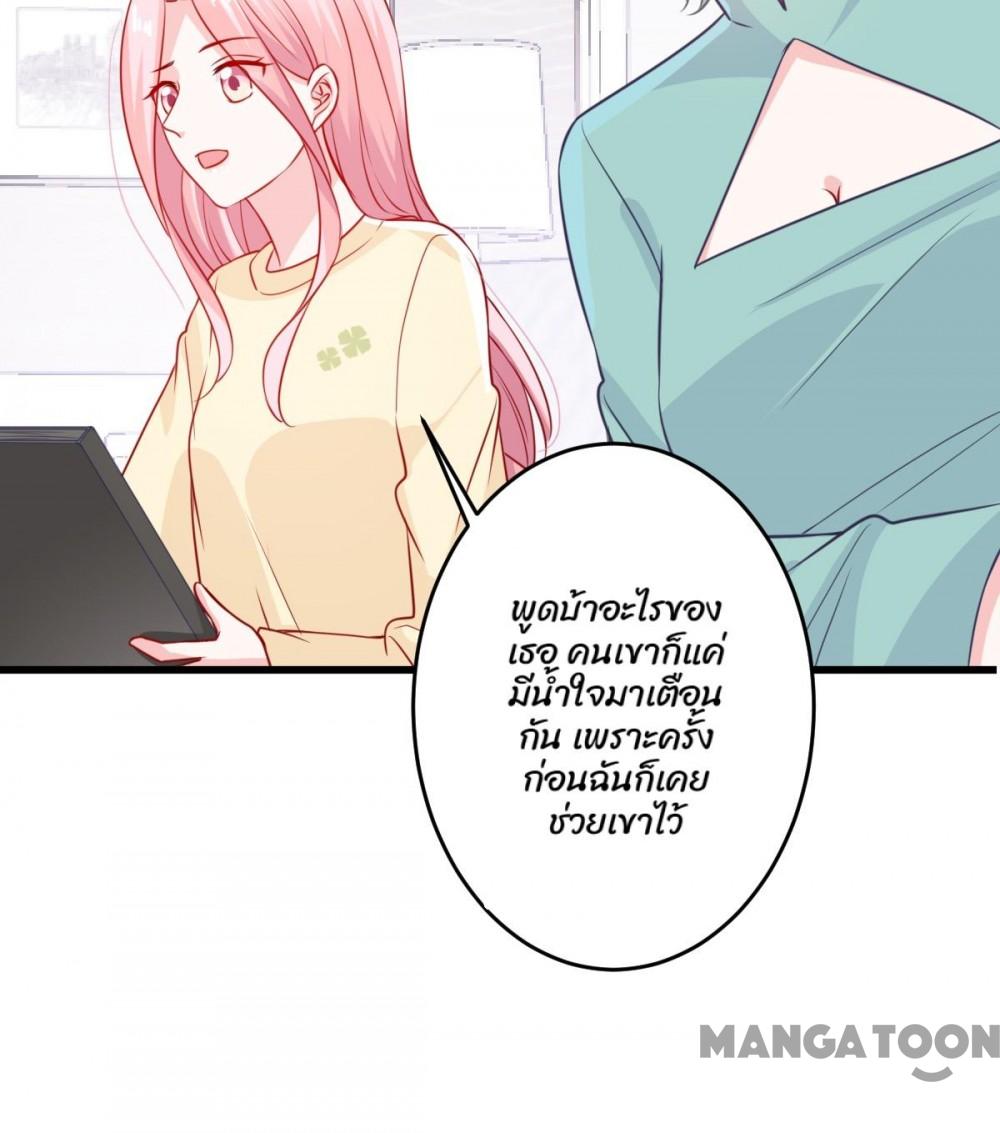 พูดบ้าอะไรของ
เธอ คนเขาก็แค่
มีน้ำใจมาเตือน
กัน เพราะครั้ง
ก่อนฉันก็เคย
ช่วยเขาไว้
MANGATOON